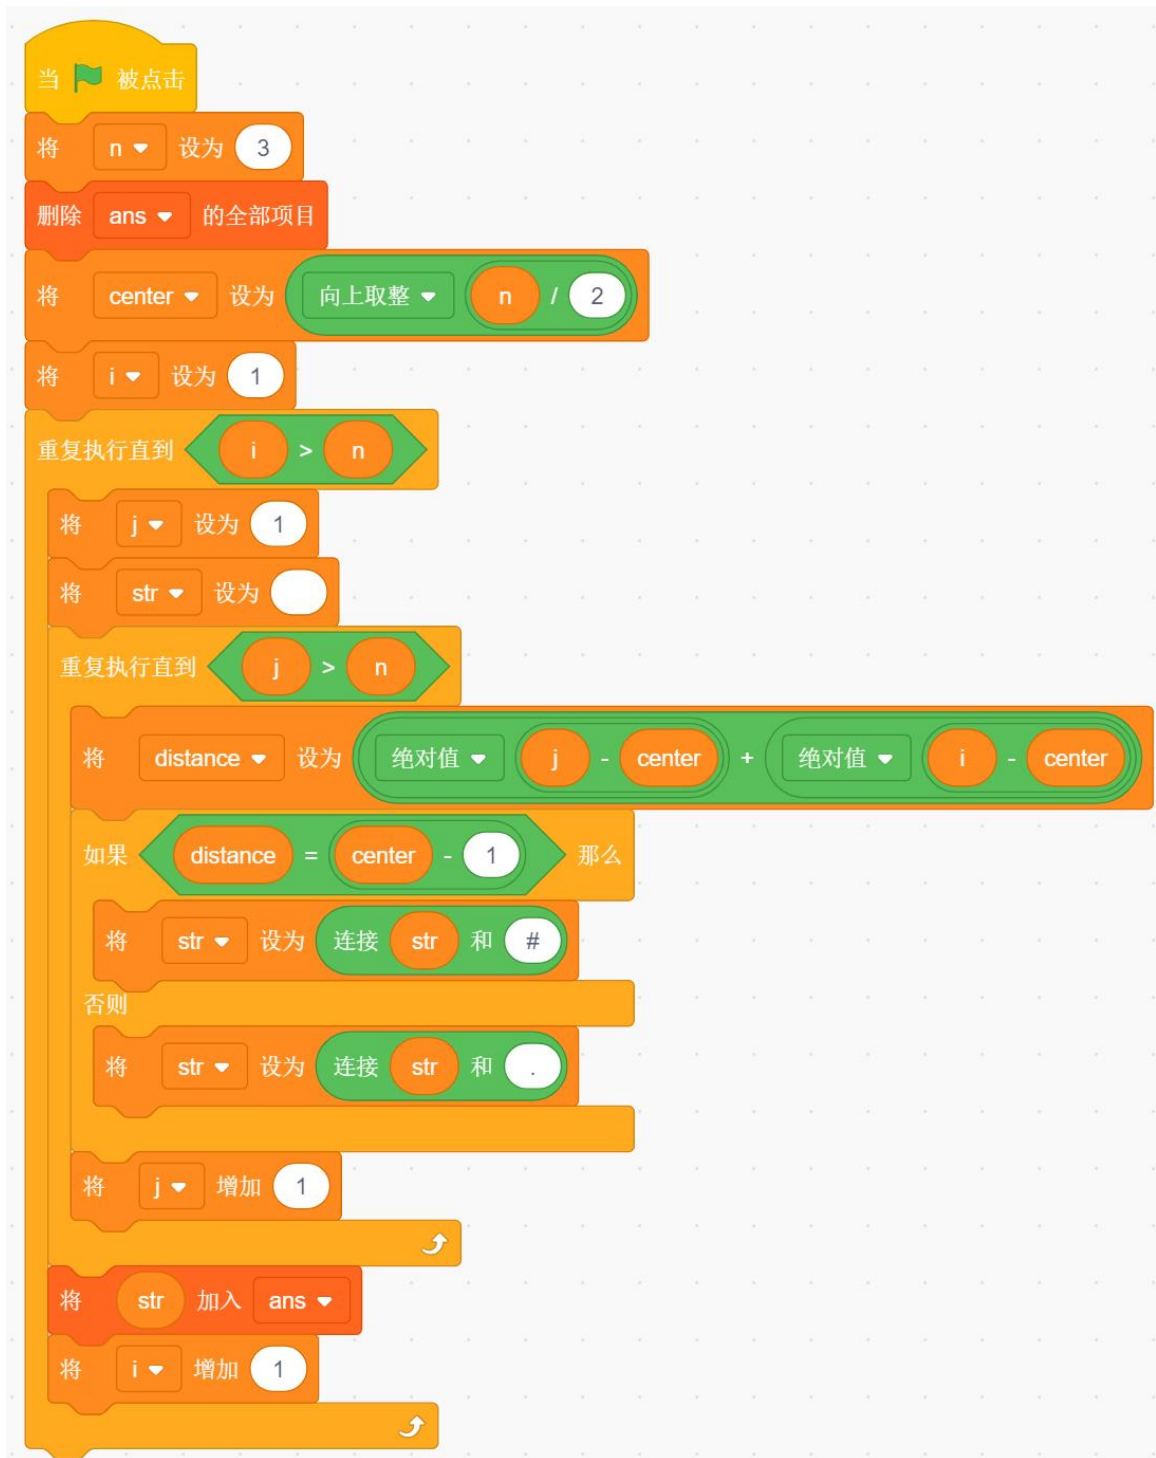 当 被点击
将 n 设为 3
删除 ans 的全部项目
将 center 设为 向上取整 n / 2
将 i 设为 1
重复执行直到 i > n
将 j 设为 1
将 str 设为
重复执行直到 j > n
将 distance 设为 绝对值 j - center + 绝对值 i - center
如果 distance = center - 1 那么
将 str 设为 连接 str 和 #
否则
将 str 设为 连接 str 和 .
将 j 增加 1
将 str 加入 ans
将 i 增加 1